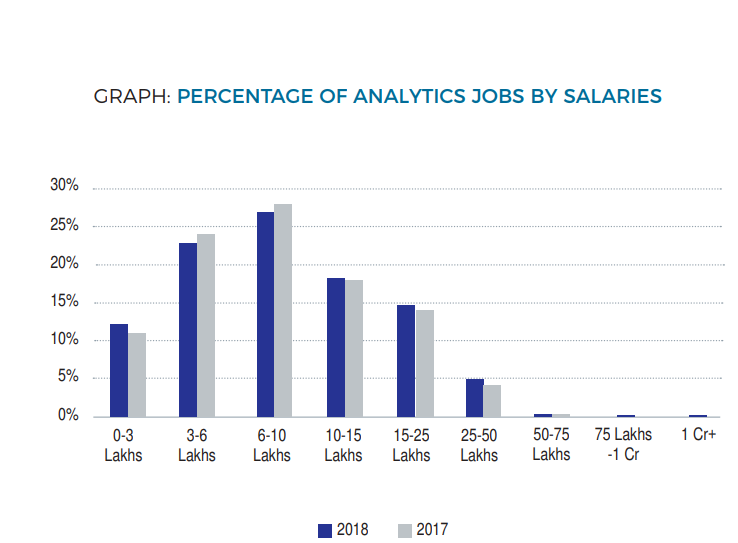 GRAPH: PERCENTAGE OF ANALYTICS JOBS BY SALARIES
30%
25%
20%
15%
10%
5%
0%
0-3
Lakhs
3-6
Lakhs
6-10
Lakhs
10-15
Lakhs
15-25
Lakhs
25-50
Lakhs
50-75
Lakhs
75 Lakhs
-1 Cr
1 Cr+
2018
2017